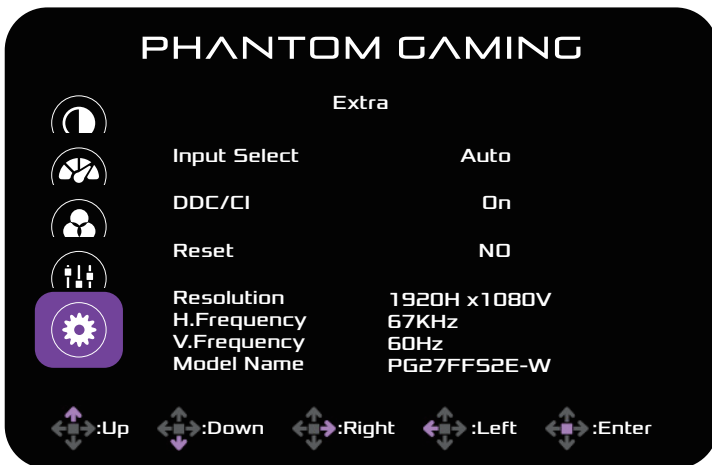 PHANTOM GAMING
Extra
Input Select Auto
DDC/CI On
Reset NO
Resolution 1920H x1080V
H.Frequency 67KHz
V.Frequency 60Hz
Model Name PG27FFS2E-W
:Up :Down :Right :Left :Enter